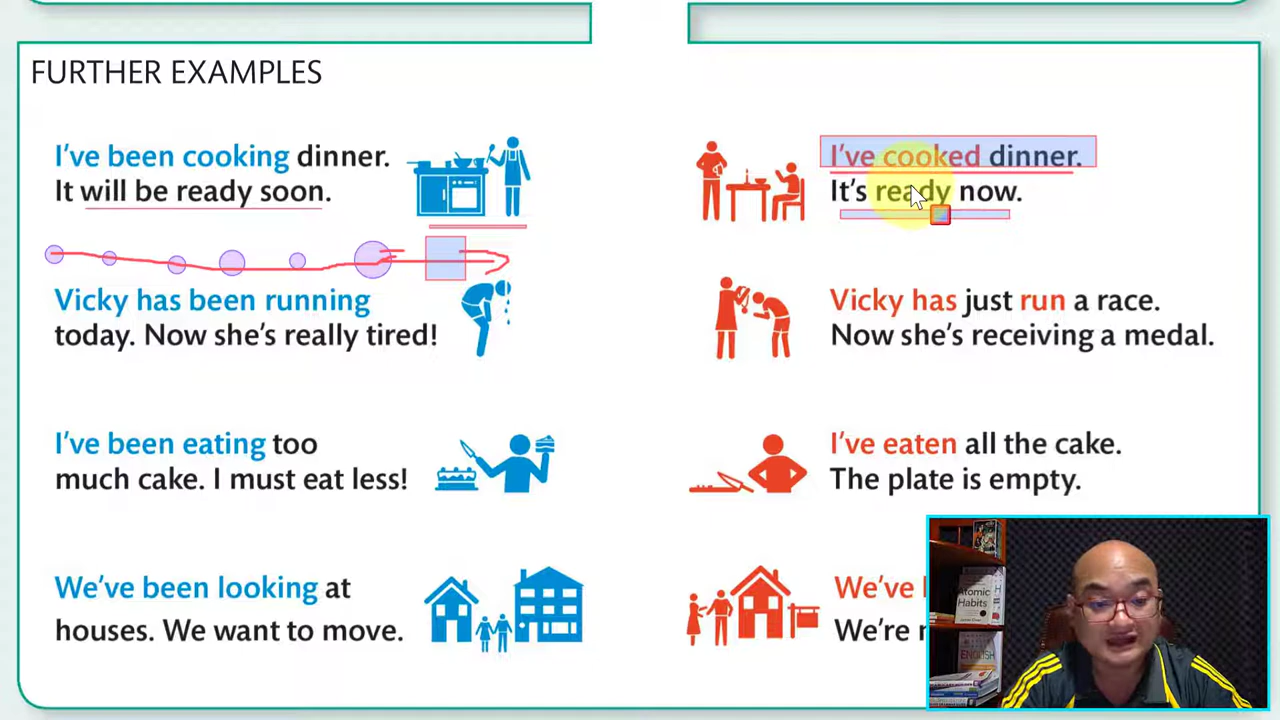 FURTHER EXAMPLES
I've been cooking dinner.
It will be ready soon.
I've cooked dinner.
It's ready now.
Vicky has been running
today. Now she's really tired!
Vicky has just run a race.
Now she's receiving a medal.
I've been eating too
much cake. I must eat less!
I've eaten all the cake.
The plate is empty.
We've been looking at
houses. We want to move.
We've
We're
Atomic
Habits
ENGLISH